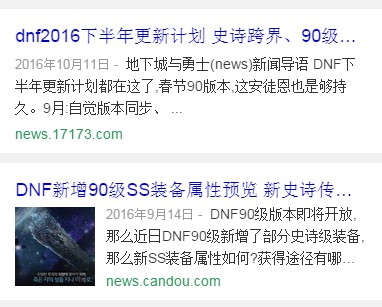 dnf2016下半年更新计划 史诗跨界、90级...
2016年10月11日 - 地下城与勇士(news)新闻导语 DNF下
半年更新计划都在这了,春节90版本,这安徒恩也是够持
久。9月:自觉版本同步、 ...
news.17173.com
DNF新增90级SS装备属性预览 新史诗传...
2016年9月14日 - DNF90级版本即将开放,
那么近日DNF90级新增了部分史诗级装备,
那么新SS装备属性如何?获得途径有哪...
news.candou.com